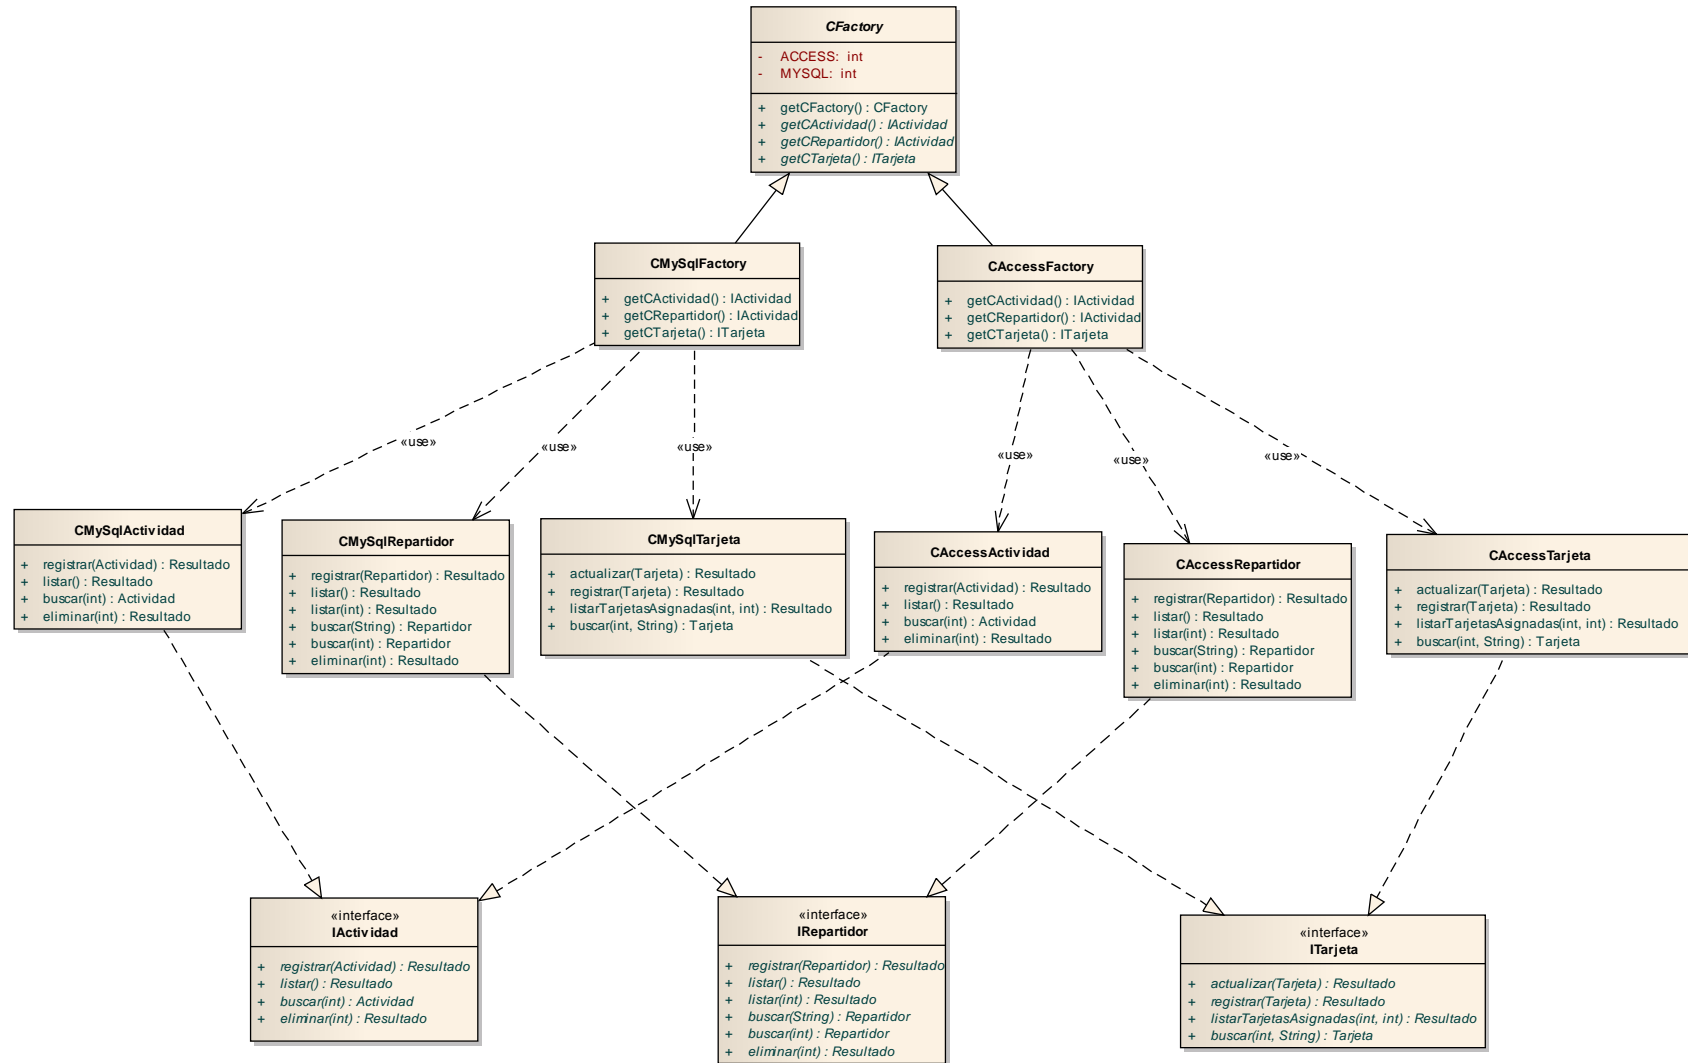 CFactory
- ACCESS: int
- MYSQL: int
+ getCFactory() : CFactory
+ getCActividad() : IActividad
+ getCRepartidor() : IActividad
+ getCTarjeta() : ITarjeta
CMySqlFactory
+ getCActividad() : IActividad
+ getCRepartidor() : IActividad
+ getCTarjeta() : ITarjeta
CAccessFactory
+ getCActividad() : IActividad
+ getCRepartidor() : IActividad
+ getCTarjeta() : ITarjeta
«use»
«use»
«use»
«use»
«use»
«use»
CMySqlActividad
+ registrar(Actividad) : Resultado
+ listar() : Resultado
+ buscar(int) : Actividad
+ eliminar(int) : Resultado
CMySqlRepartidor
+ registrar(Repartidor) : Resultado
+ listar() : Resultado
+ listar(int) : Resultado
+ buscar(String) : Repartidor
+ buscar(int) : Repartidor
+ eliminar(int) : Resultado
CMySqlTarjeta
+ actualizar(Tarjeta) : Resultado
+ registrar(Tarjeta) : Resultado
+ listarTarjetasAsignadas(int, int) : Resultado
+ buscar(int, String) : Tarjeta
CAccessActividad
+ registrar(Actividad) : Resultado
+ listar() : Resultado
+ buscar(int) : Actividad
+ eliminar(int) : Resultado
CAccessRepartidor
+ registrar(Repartidor) : Resultado
+ listar() : Resultado
+ listar(int) : Resultado
+ buscar(String) : Repartidor
+ buscar(int) : Repartidor
+ eliminar(int) : Resultado
CAccessTarjeta
+ actualizar(Tarjeta) : Resultado
+ registrar(Tarjeta) : Resultado
+ listarTarjetasAsignadas(int, int) : Resultado
+ buscar(int, String) : Tarjeta
«interface»
IActividad
+ registrar(Actividad) : Resultado
+ listar() : Resultado
+ buscar(int) : Actividad
+ eliminar(int) : Resultado
«interface»
IRepartidor
+ registrar(Repartidor) : Resultado
+ listar() : Resultado
+ listar(int) : Resultado
+ buscar(String) : Repartidor
+ buscar(int) : Repartidor
+ eliminar(int) : Resultado
«interface»
ITarjeta
+ actualizar(Tarjeta) : Resultado
+ registrar(Tarjeta) : Resultado
+ listarTarjetasAsignadas(int, int) : Resultado
+ buscar(int, String) : Tarjeta